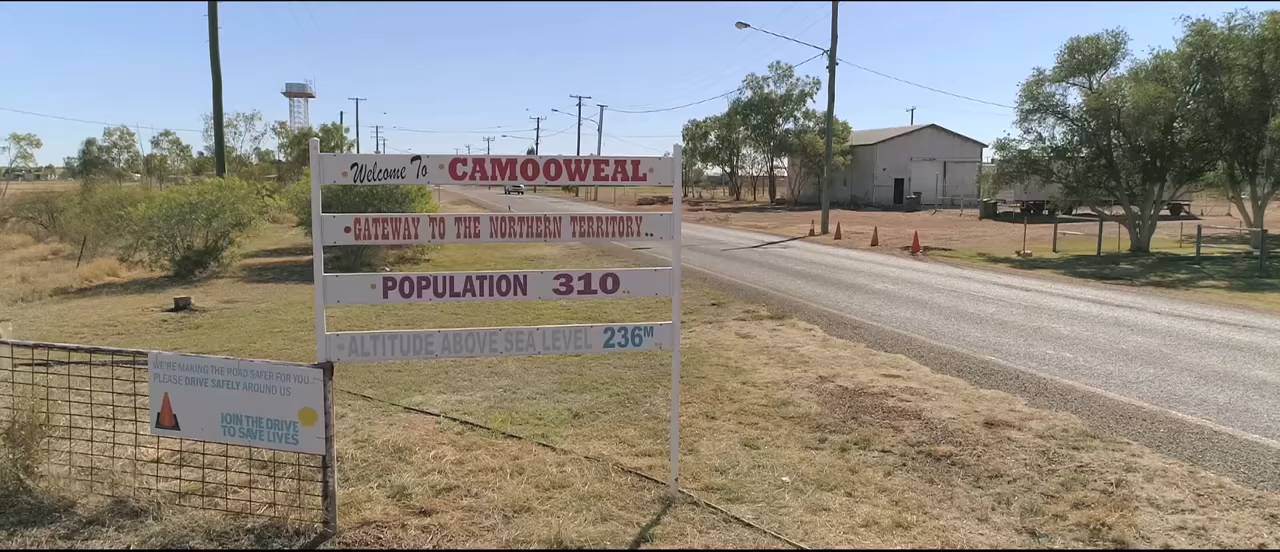 Welcome To CAMOOWEAL
GATEWAY TO THE NORTHERN TERRITORY..
POPULATION 310
ALTITUDE ABOVE SEA LEVEL 236M
WE'RE MAKING THE ROAD SAFER FOR YOU.
PLEASE DRIVE SAFELY AROUND US
JOIN THE DRIVE
TO SAVE LIVES